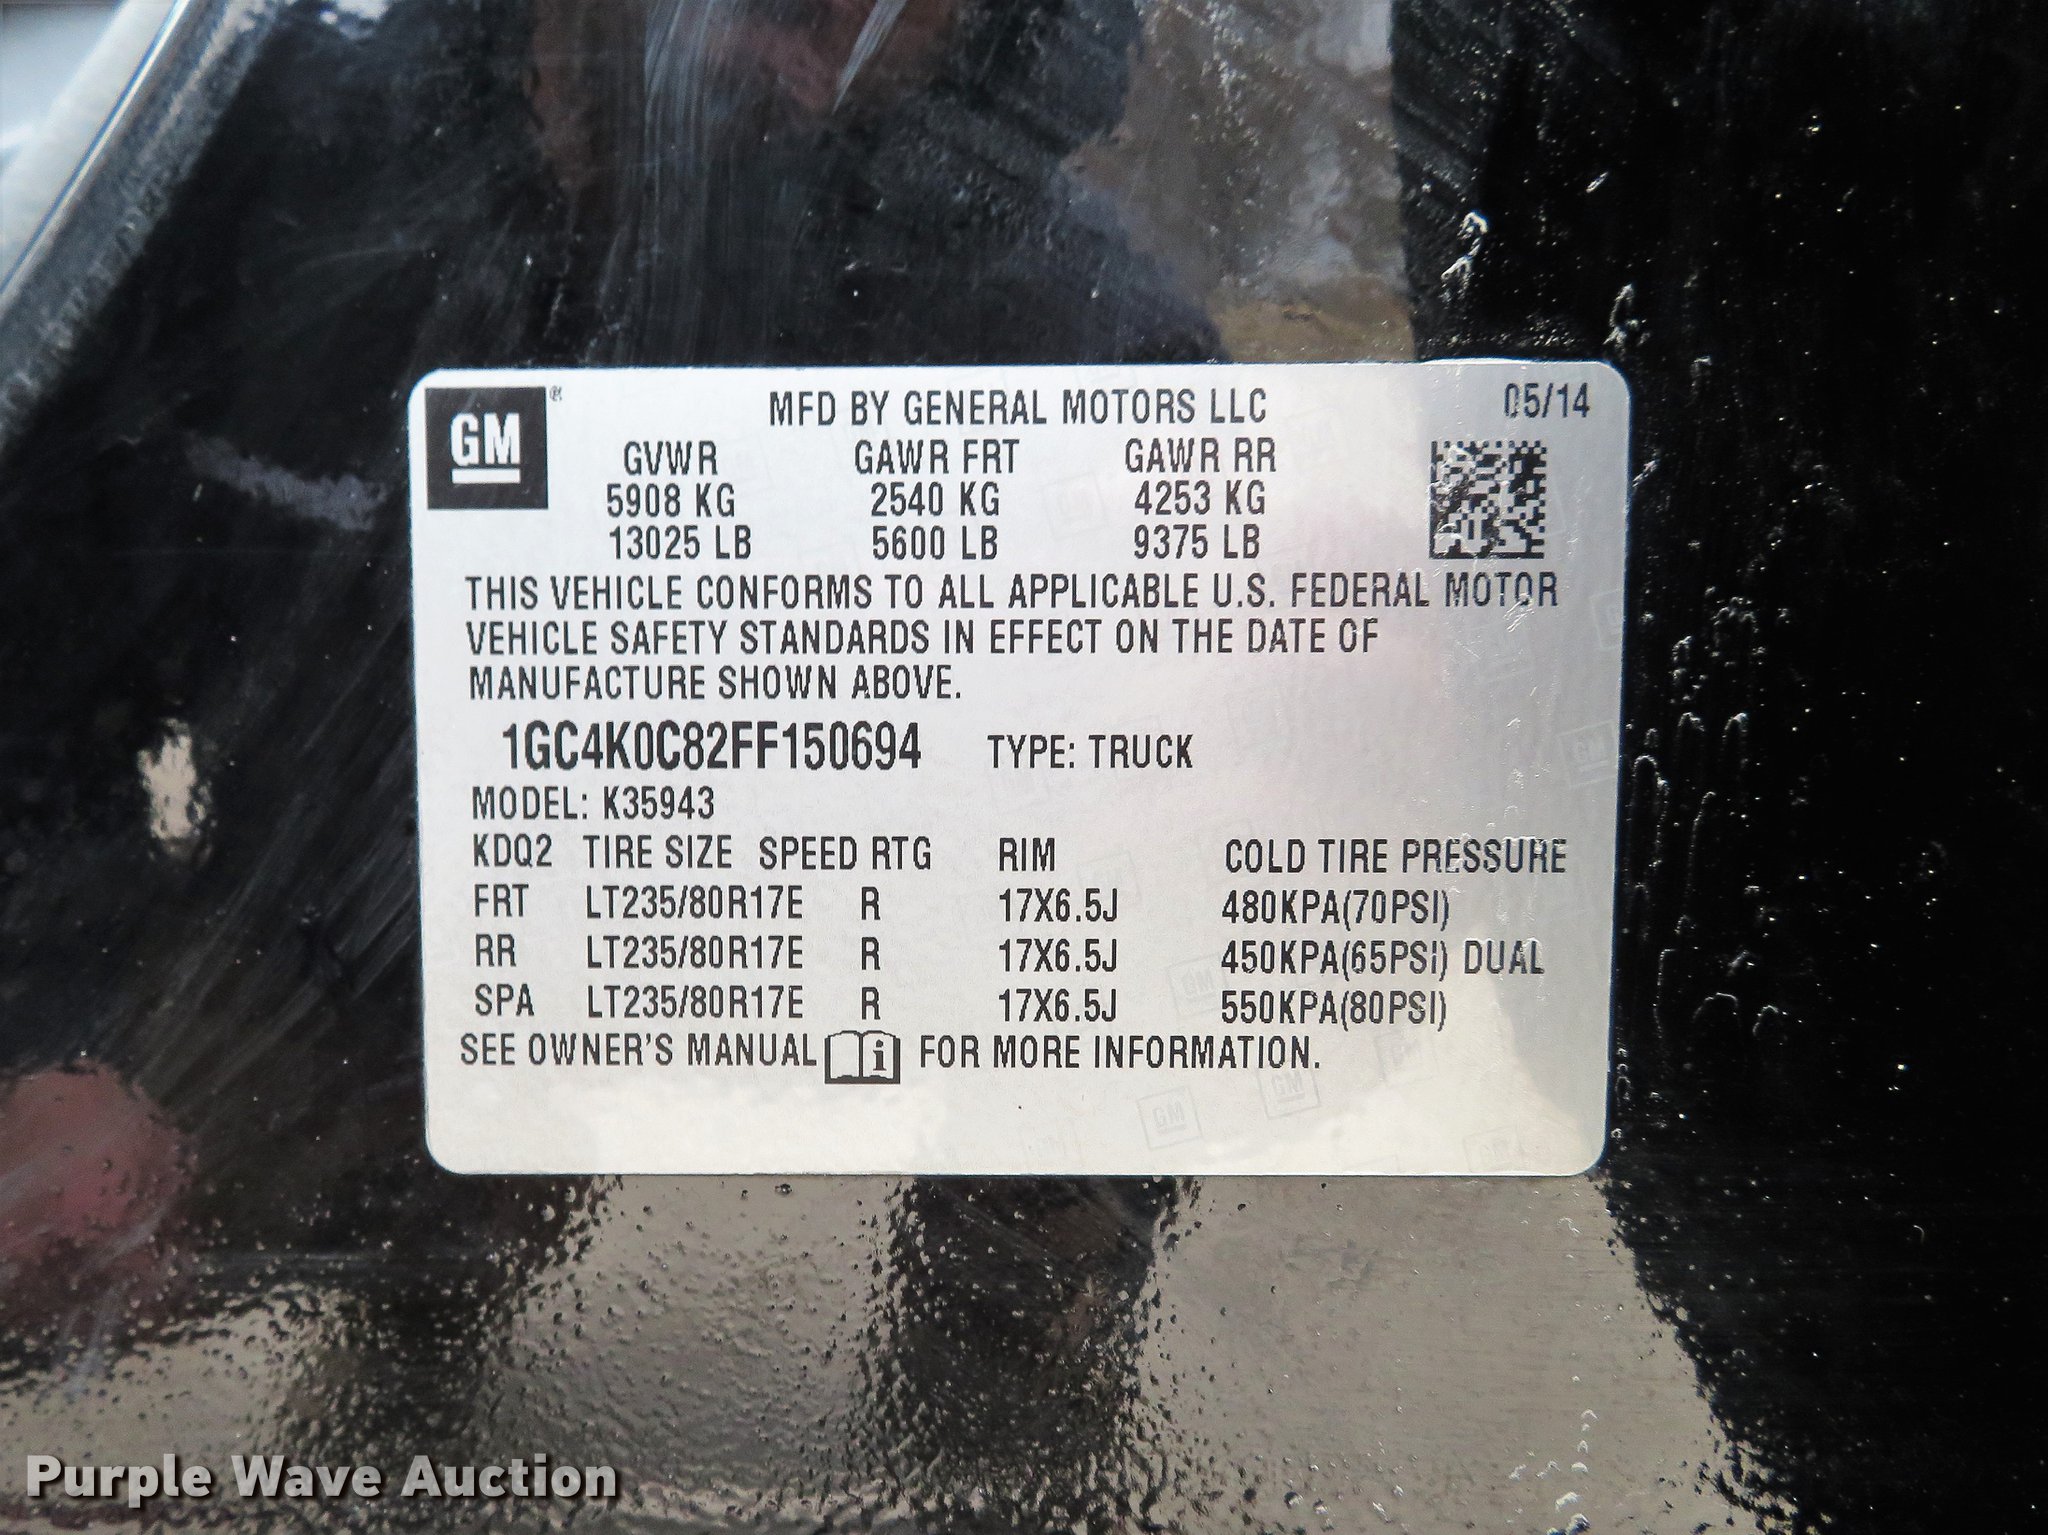 GM
MFD BY GENERAL MOTORS LLC 05/14
GVWR GAWR FRT GAWR RR
5908 KG 2540 KG 4253 KG
13025 LB 5600 LB 9375 LB
THIS VEHICLE CONFORMS TO ALL APPLICABLE U.S. FEDERAL MOTOR
VEHICLE SAFETY STANDARDS IN EFFECT ON THE DATE OF
MANUFACTURE SHOWN ABOVE.
1GC4K0C82FF150694 TYPE: TRUCK
MODEL: K35943
KDQ2 TIRE SIZE SPEED RTG RIM COLD TIRE PRESSURE
FRT LT235/80R17E R 17X6.5J 480KPA(70PSI)
RR LT235/80R17E R 17X6.5J 450KPA(65PSI) DUAL
SPA LT235/80R17E R 17X6.5J 550KPA(80PSI)
SEE OWNER'S MANUAL i FOR MORE INFORMATION.
Purple Wave Auction